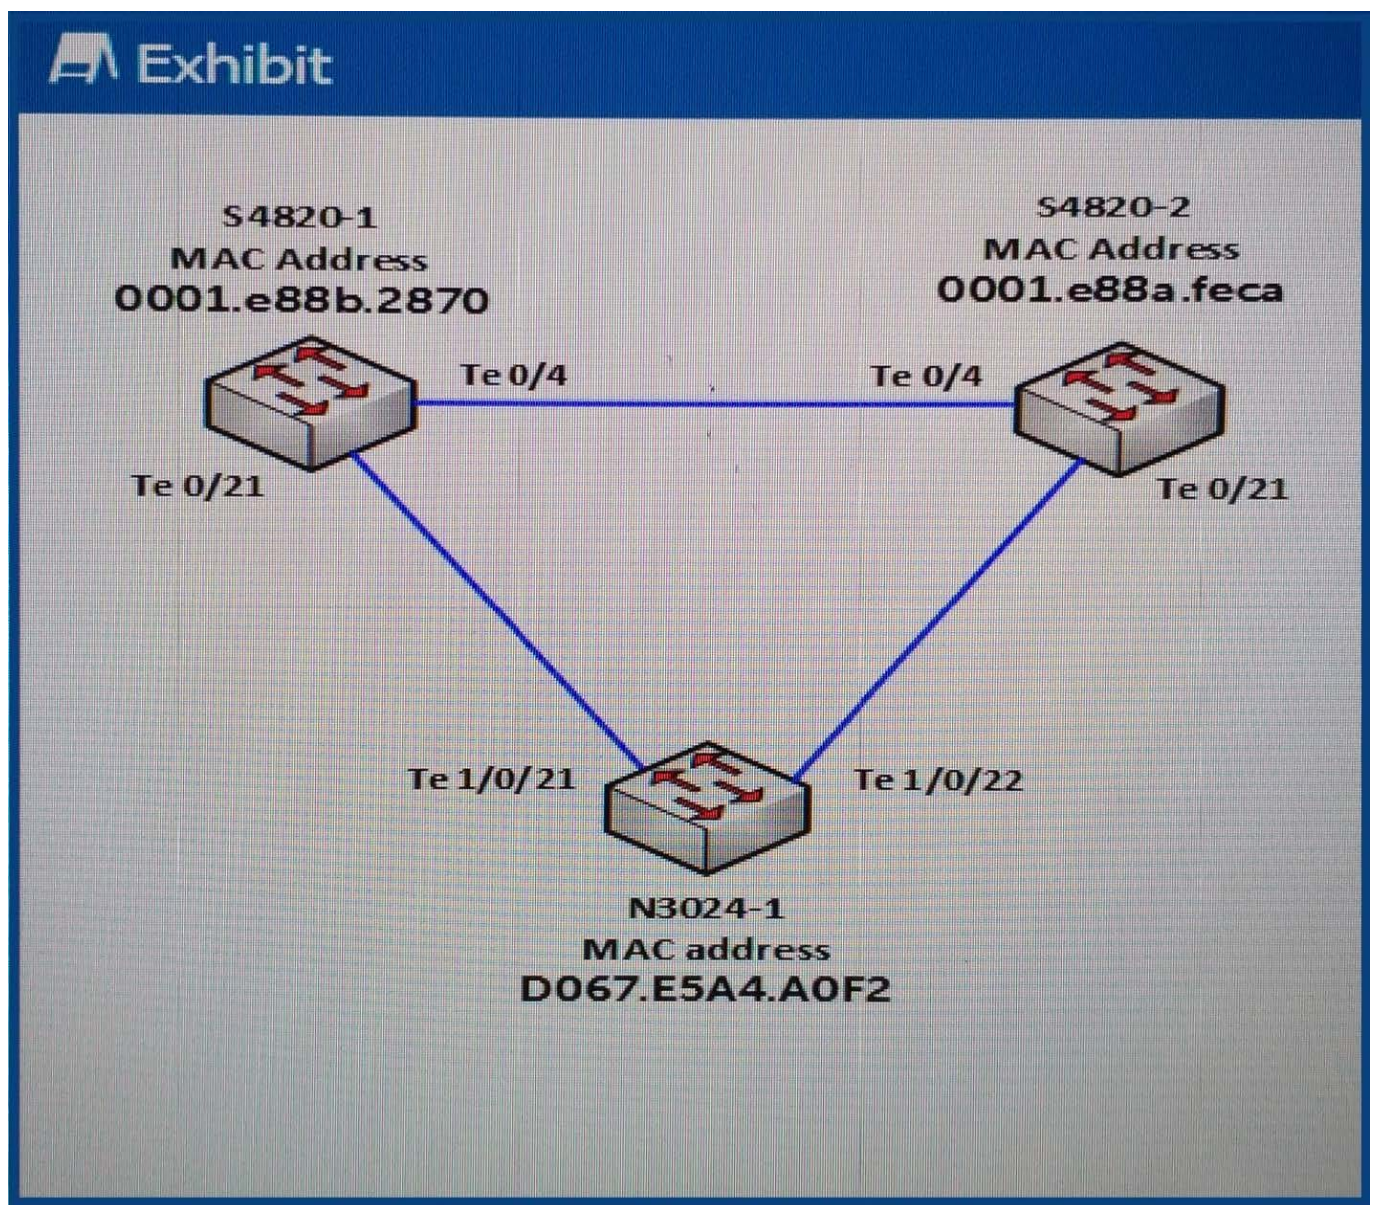 Exhibit
S4820-1
MAC Address
0001.e88b.2870
S4820-2
MAC Address
0001.e88a.feca
Te 0/4
Te 0/4
Te 0/21
Te 0/21
Te 1/0/21
Te 1/0/22
N3024-1
MAC address
D067.E5A4.A0F2